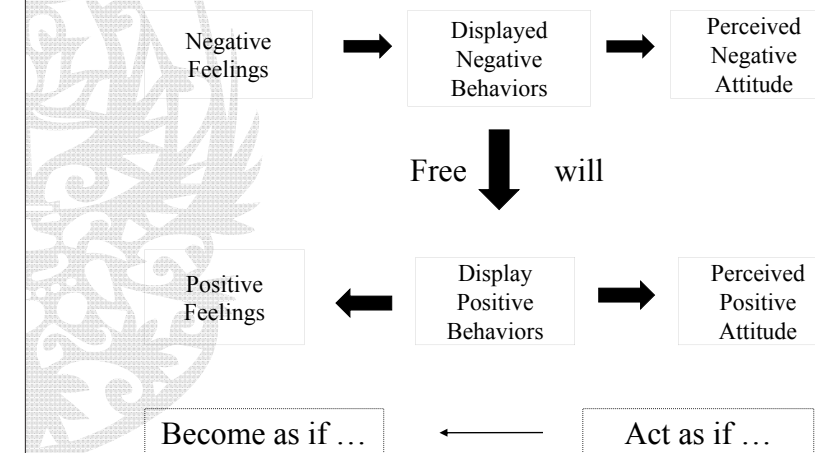 Negative
Feelings
Displayed
Negative
Behaviors
Perceived
Negative
Attitude
Free will
Positive
Feelings
Display
Positive
Behaviors
Perceived
Positive
Attitude
Become as if …
Act as if …